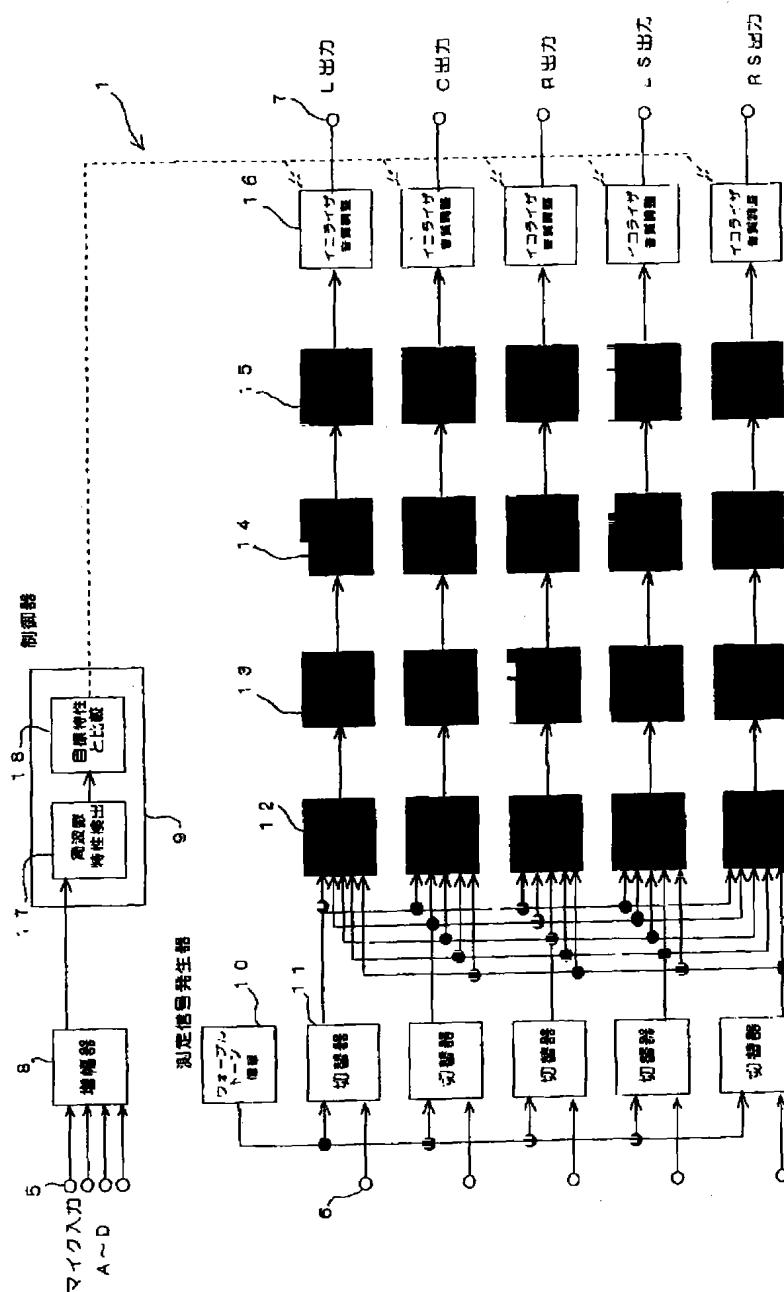 1
マイク入力
A～D
5
8
増幅器
制御器
17
周波数
特性検出
18
目標特性
と比較
9
測定信号発生器
10
ウォーブル
トーン
信号
6
11
切替器
切替器
切替器
切替器
切替器
12
13
14
15
16
イコライザ
音質調整
イコライザ
音質調整
イコライザ
音質調整
イコライザ
音質調整
イコライザ
音質調整
7
L出力
C出力
R出力
LS出力
RS出力